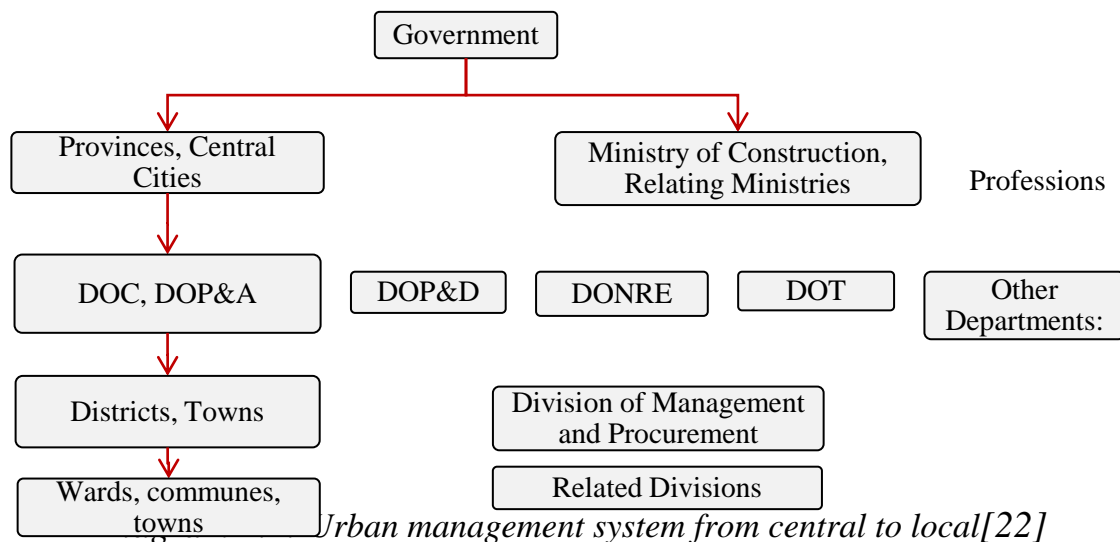 Government
Provinces, Central
Cities
Ministry of Construction,
Relating Ministries
Professions
DOC, DOP&A
DOP&D
DONRE
DOT
Other
Departments:
Districts, Towns
Division of Management
and Procurement
Wards, communes,
towns
Related Divisions
Urban management system from central to local[22]